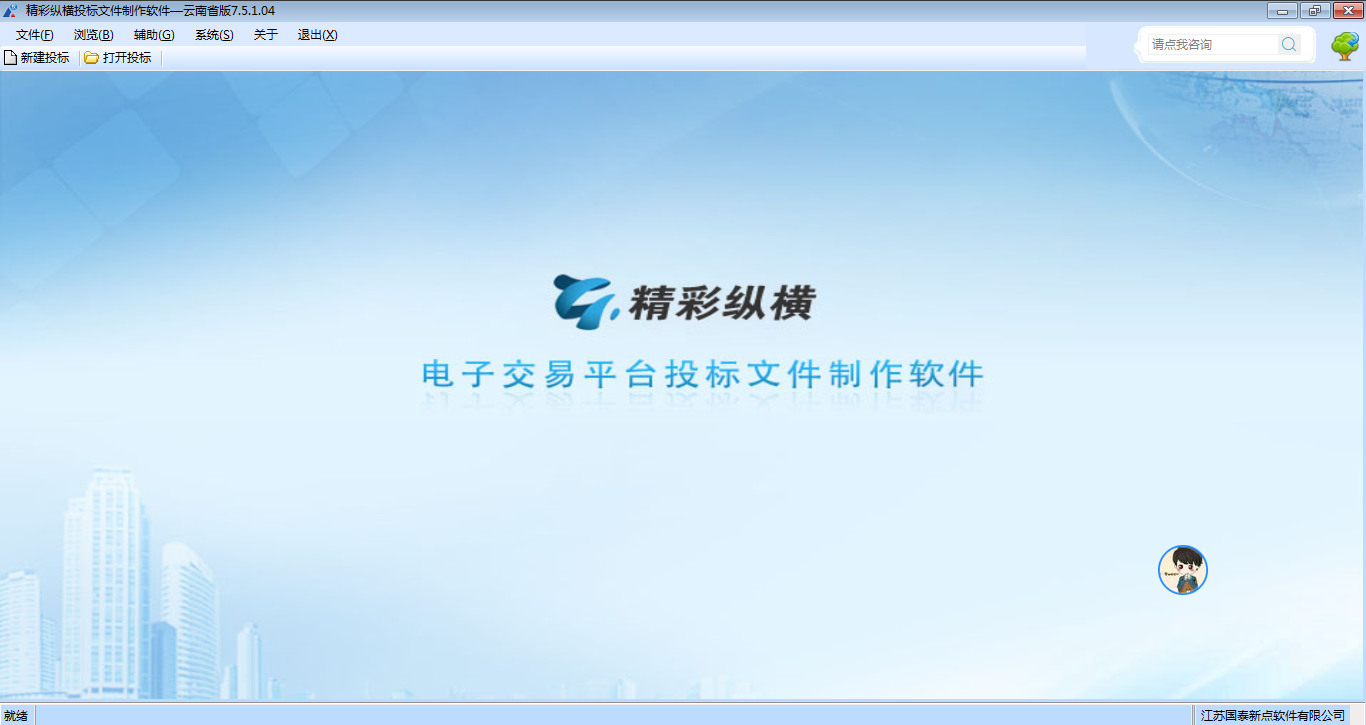 精彩纵横投标文件制作软件—云南省版7.5.1.04
文件(F) 浏览(B) 辅助(G) 系统(S) 关于 退出(X)
请点我咨询
新建投标 打开投标
精彩纵横
电子交易平台投标文件制作软件
就绪 江苏国泰新点软件有限公司